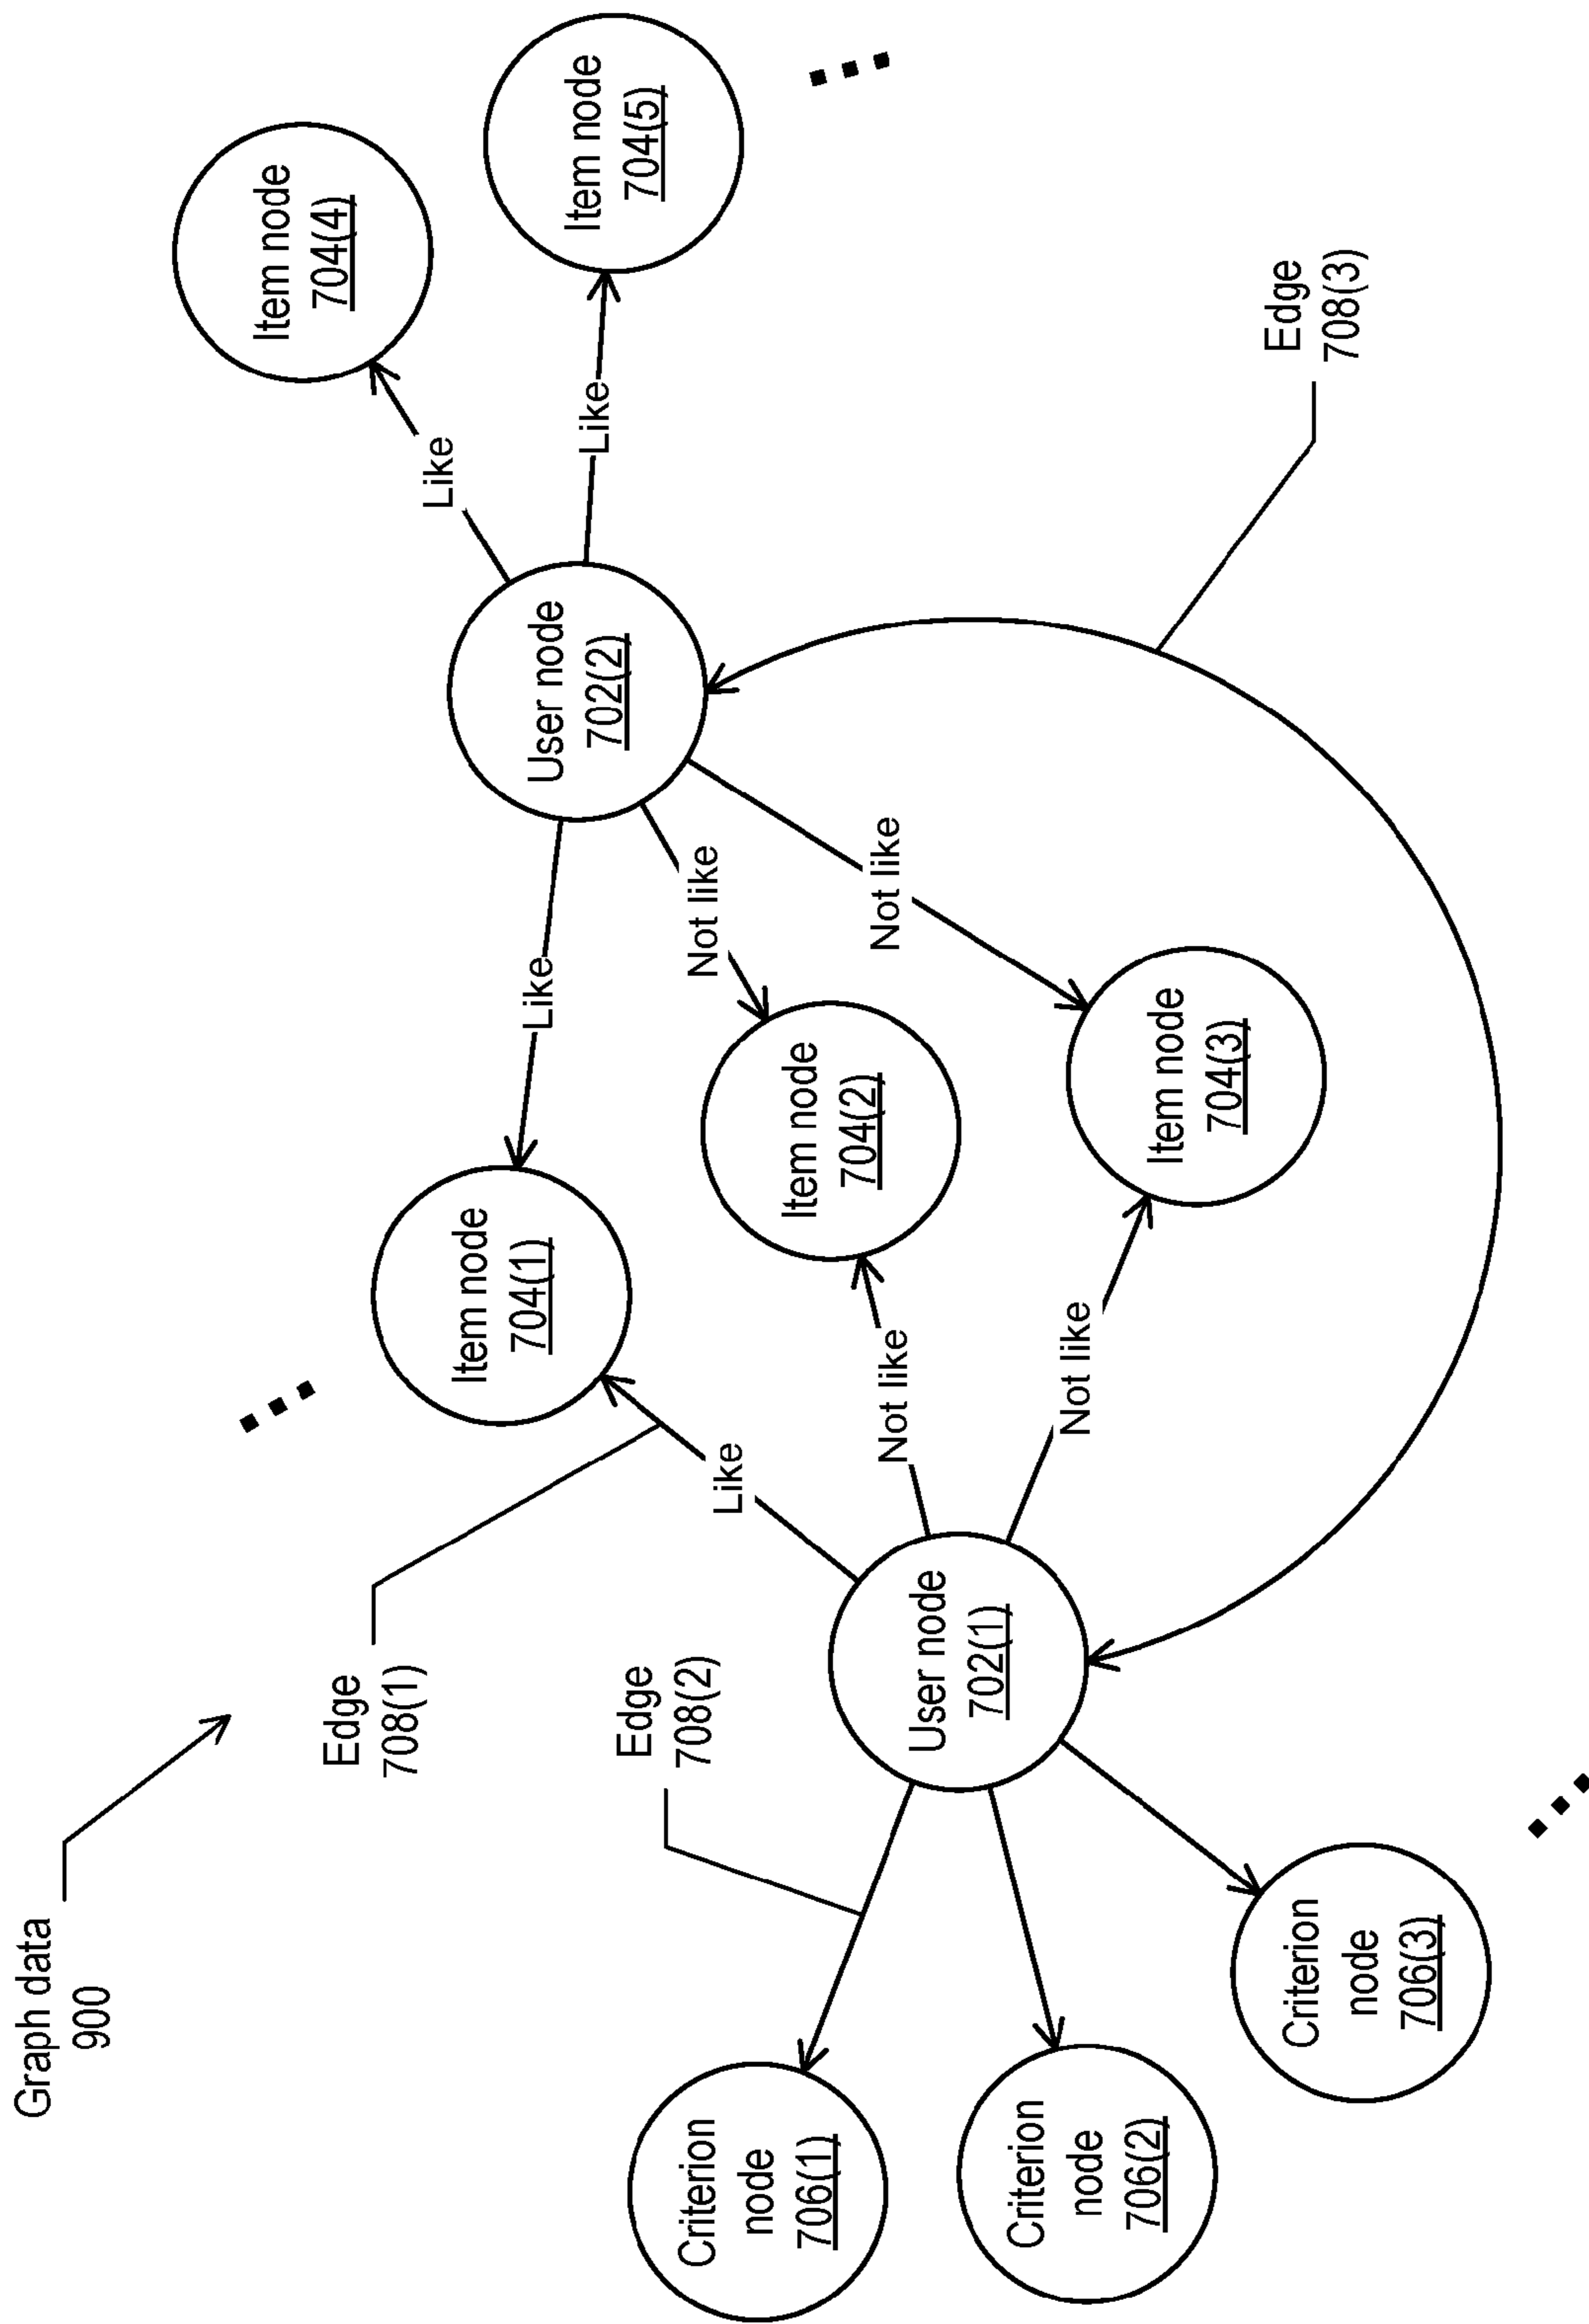 Graph data
900
Edge
708(1)
Edge
708(2)
Criterion
node
706(1)
Criterion
node
706(2)
Criterion
node
706(3)
User node
702(1)
Like
Not like
Not like
Item node
704(1)
Item node
704(2)
Item node
704(3)
Like
Not like
Not like
User node
702(2)
Like
Like
Item node
704(4)
Item node
704(5)
Edge
708(3)